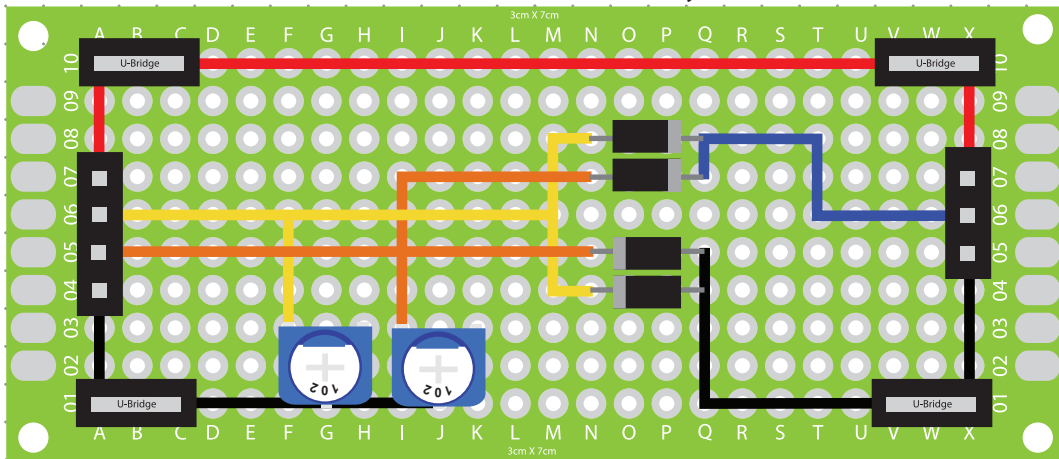 3cm X 7cm
A B C D E F G H I J K L M N O P Q R S T U V W X
10 U-Bridge U-Bridge 10
09 09
08 08
07 07
06 06
05 05
04 04
03 03
02 102 102 02
01 U-Bridge U-Bridge 01
A B C D E F G H I J K L M N O P Q R S T U V W X
3cm X 7cm